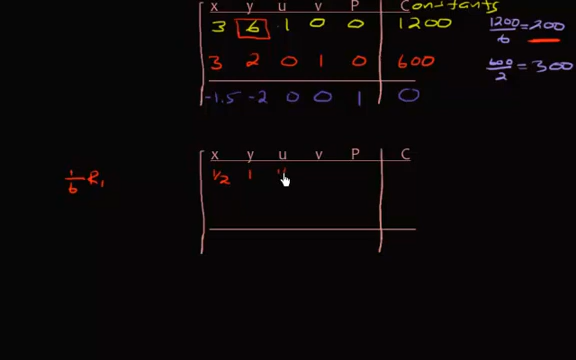 x y u v P Constants
3 6 1 0 0 1200 1200/6 = 200
3 2 0 1 0 600 600/2 = 300
-1.5 -2 0 0 1 0
x y u v P C
1/6 R1 1/2 1